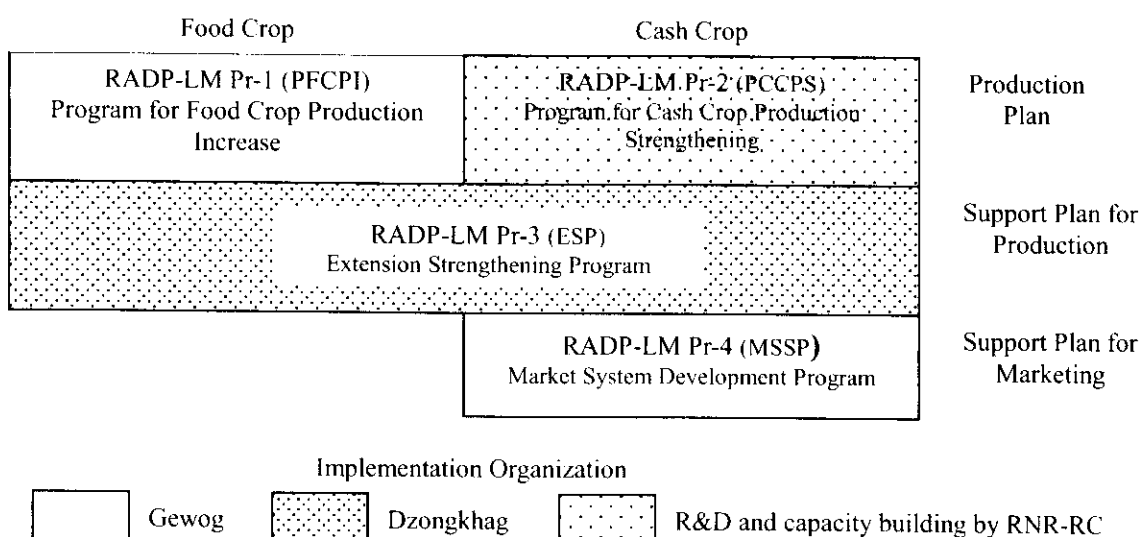 Food Crop
Cash Crop
RADP-LM Pr-1 (PFCPI)
Program for Food Crop Production
Increase
RADP-LM Pr-2 (PCCPS)
Program for Cash Crop Production
Strengthening
Production
Plan
RADP-LM Pr-3 (ESP)
Extension Strengthening Program
Support Plan for
Production
RADP-LM Pr-4 (MSSP)
Market System Development Program
Support Plan for
Marketing
Implementation Organization
Gewog
Dzongkhag
R&D and capacity building by RNR-RC